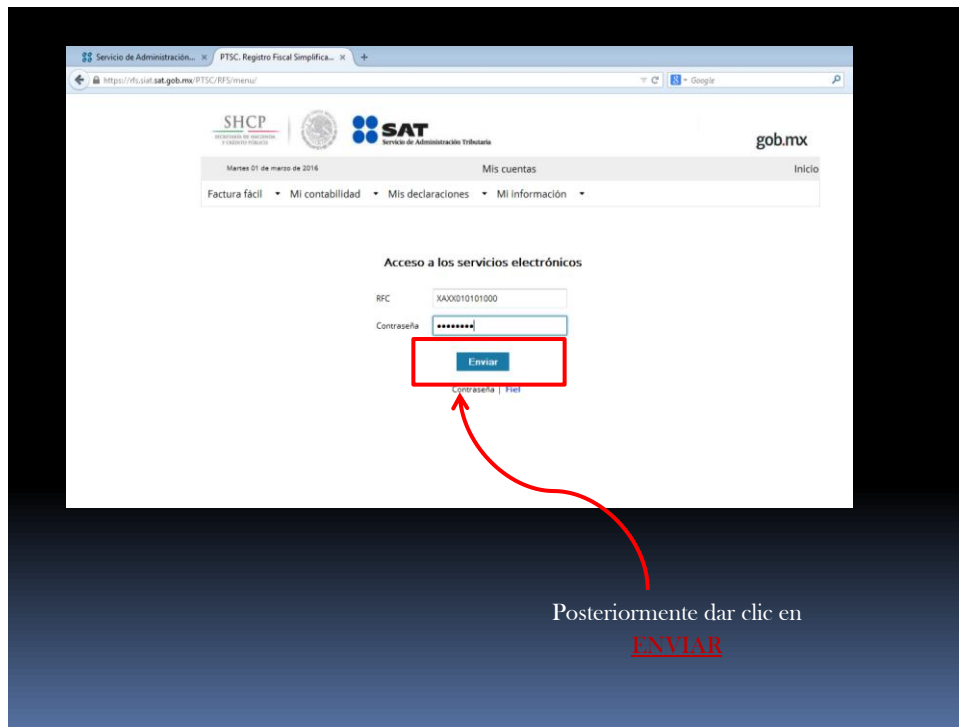 Servicio de Administración... × PTSC. Registro Fiscal Simplifica... × +
https://rfs.siat.sat.gob.mx/PTSC/RFS/menu/ Google
SHCP
SECRETARÍA DE HACIENDA
Y CRÉDITO PÚBLICO
SAT
Servicio de Administración Tributaria
gob.mx
Martes 01 de marzo de 2016 Mis cuentas Inicio
Factura fácil Mi contabilidad Mis declaraciones Mi información
Acceso a los servicios electrónicos
RFC XAXX010101000
Contraseña ••••••••
Enviar
Contraseña | Fiel
Posteriormente dar clic en
ENVIAR